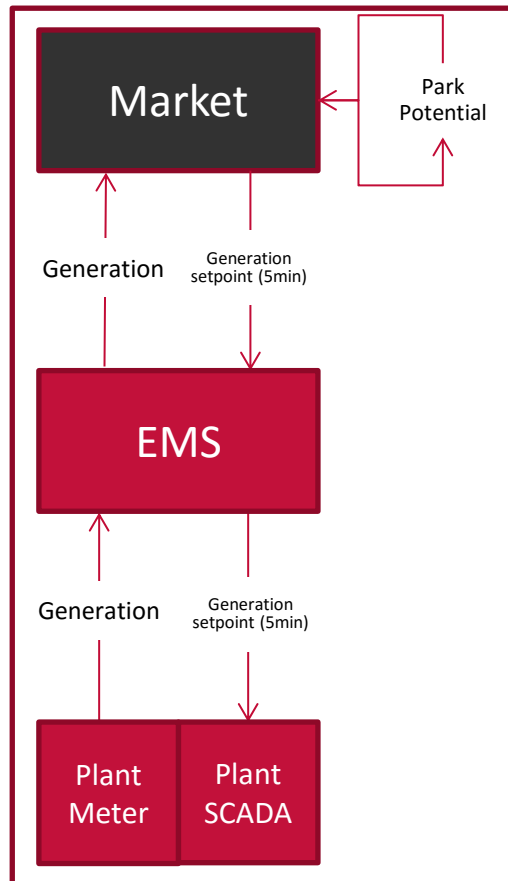 Market
Park
Potential
Generation
Generation
setpoint (5min)
EMS
Generation
Generation
setpoint (5min)
Plant
Meter
Plant
SCADA